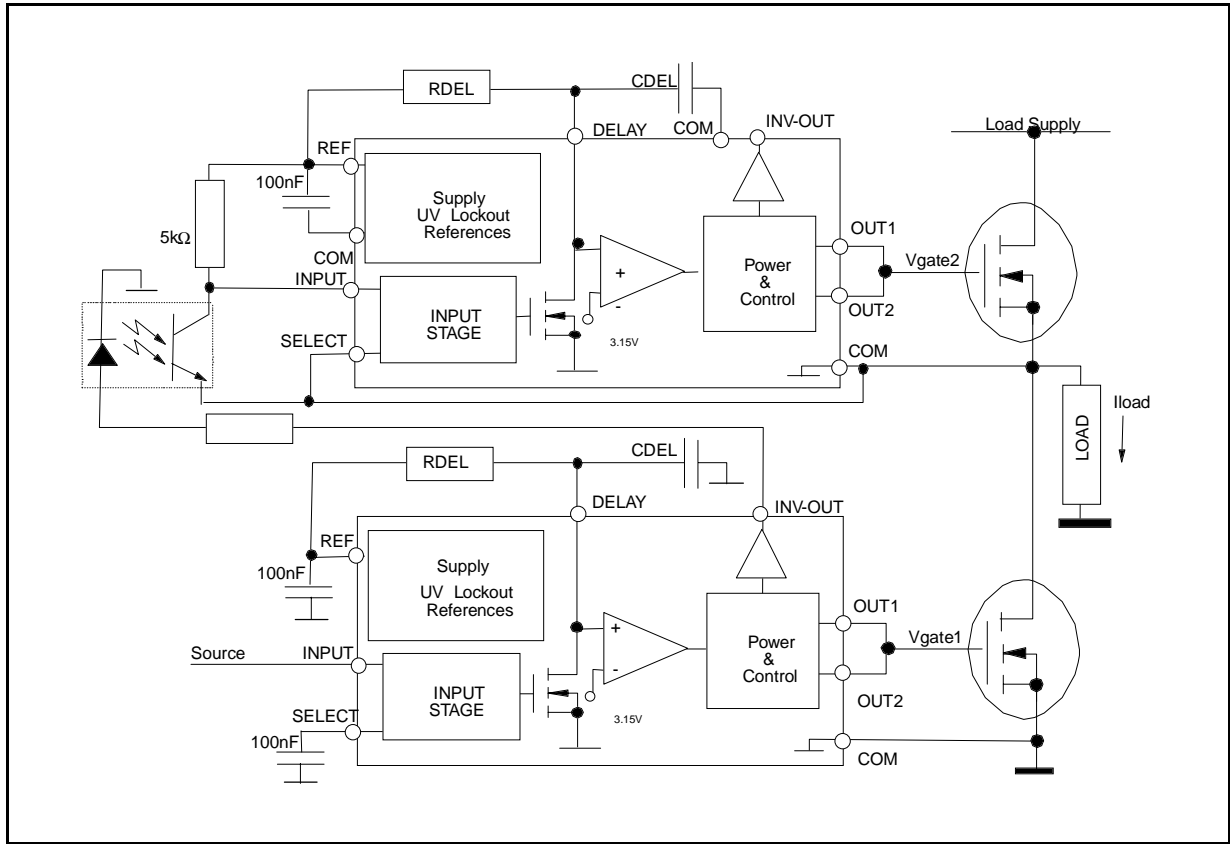 RDEL
CDEL
DELAY
COM
INV-OUT
Load Supply
REF
100nF
Supply
UV Lockout
References
5kΩ
COM
INPUT
INPUT
STAGE
SELECT
+
-
3.15V
Power
&
Control
OUT1
OUT2
Vgate2
COM
LOAD
Iload
RDEL
CDEL
DELAY
INV-OUT
REF
100nF
Supply
UV Lockout
References
Source
INPUT
INPUT
STAGE
SELECT
100nF
+
-
3.15V
Power
&
Control
OUT1
OUT2
Vgate1
COM